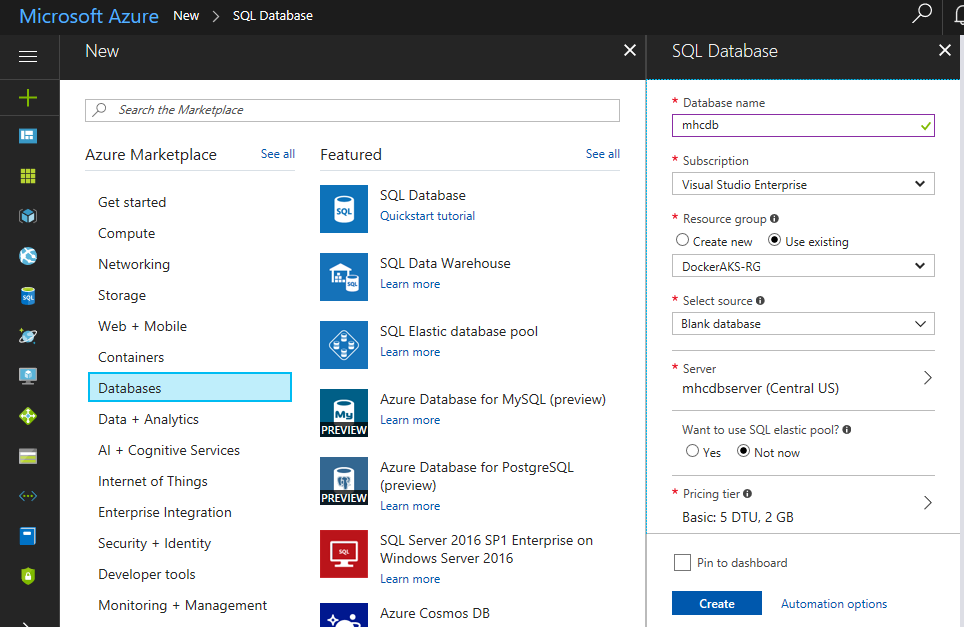 Microsoft Azure New > SQL Database
New
Search the Marketplace
Azure Marketplace See all
Get started
Compute
Networking
Storage
Web + Mobile
Containers
Databases
Data + Analytics
AI + Cognitive Services
Internet of Things
Enterprise Integration
Security + Identity
Developer tools
Monitoring + Management
Featured See all
SQL
SQL Database
Quickstart tutorial
SQL
SQL Data Warehouse
Learn more
SQL Elastic database pool
Learn more
My
PREVIEW
Azure Database for MySQL (preview)
Learn more
PREVIEW
Azure Database for PostgreSQL
(preview)
Learn more
SQL
SQL Server 2016 SP1 Enterprise on
Windows Server 2016
Learn more
Azure Cosmos DB
SQL Database
* Database name
mhcdb
* Subscription
Visual Studio Enterprise
* Resource group
Create new Use existing
DockerAKS-RG
* Select source
Blank database
* Server
mhcdbserver (Central US)
Want to use SQL elastic pool?
Yes Not now
* Pricing tier
Basic: 5 DTU, 2 GB
Pin to dashboard
Create Automation options